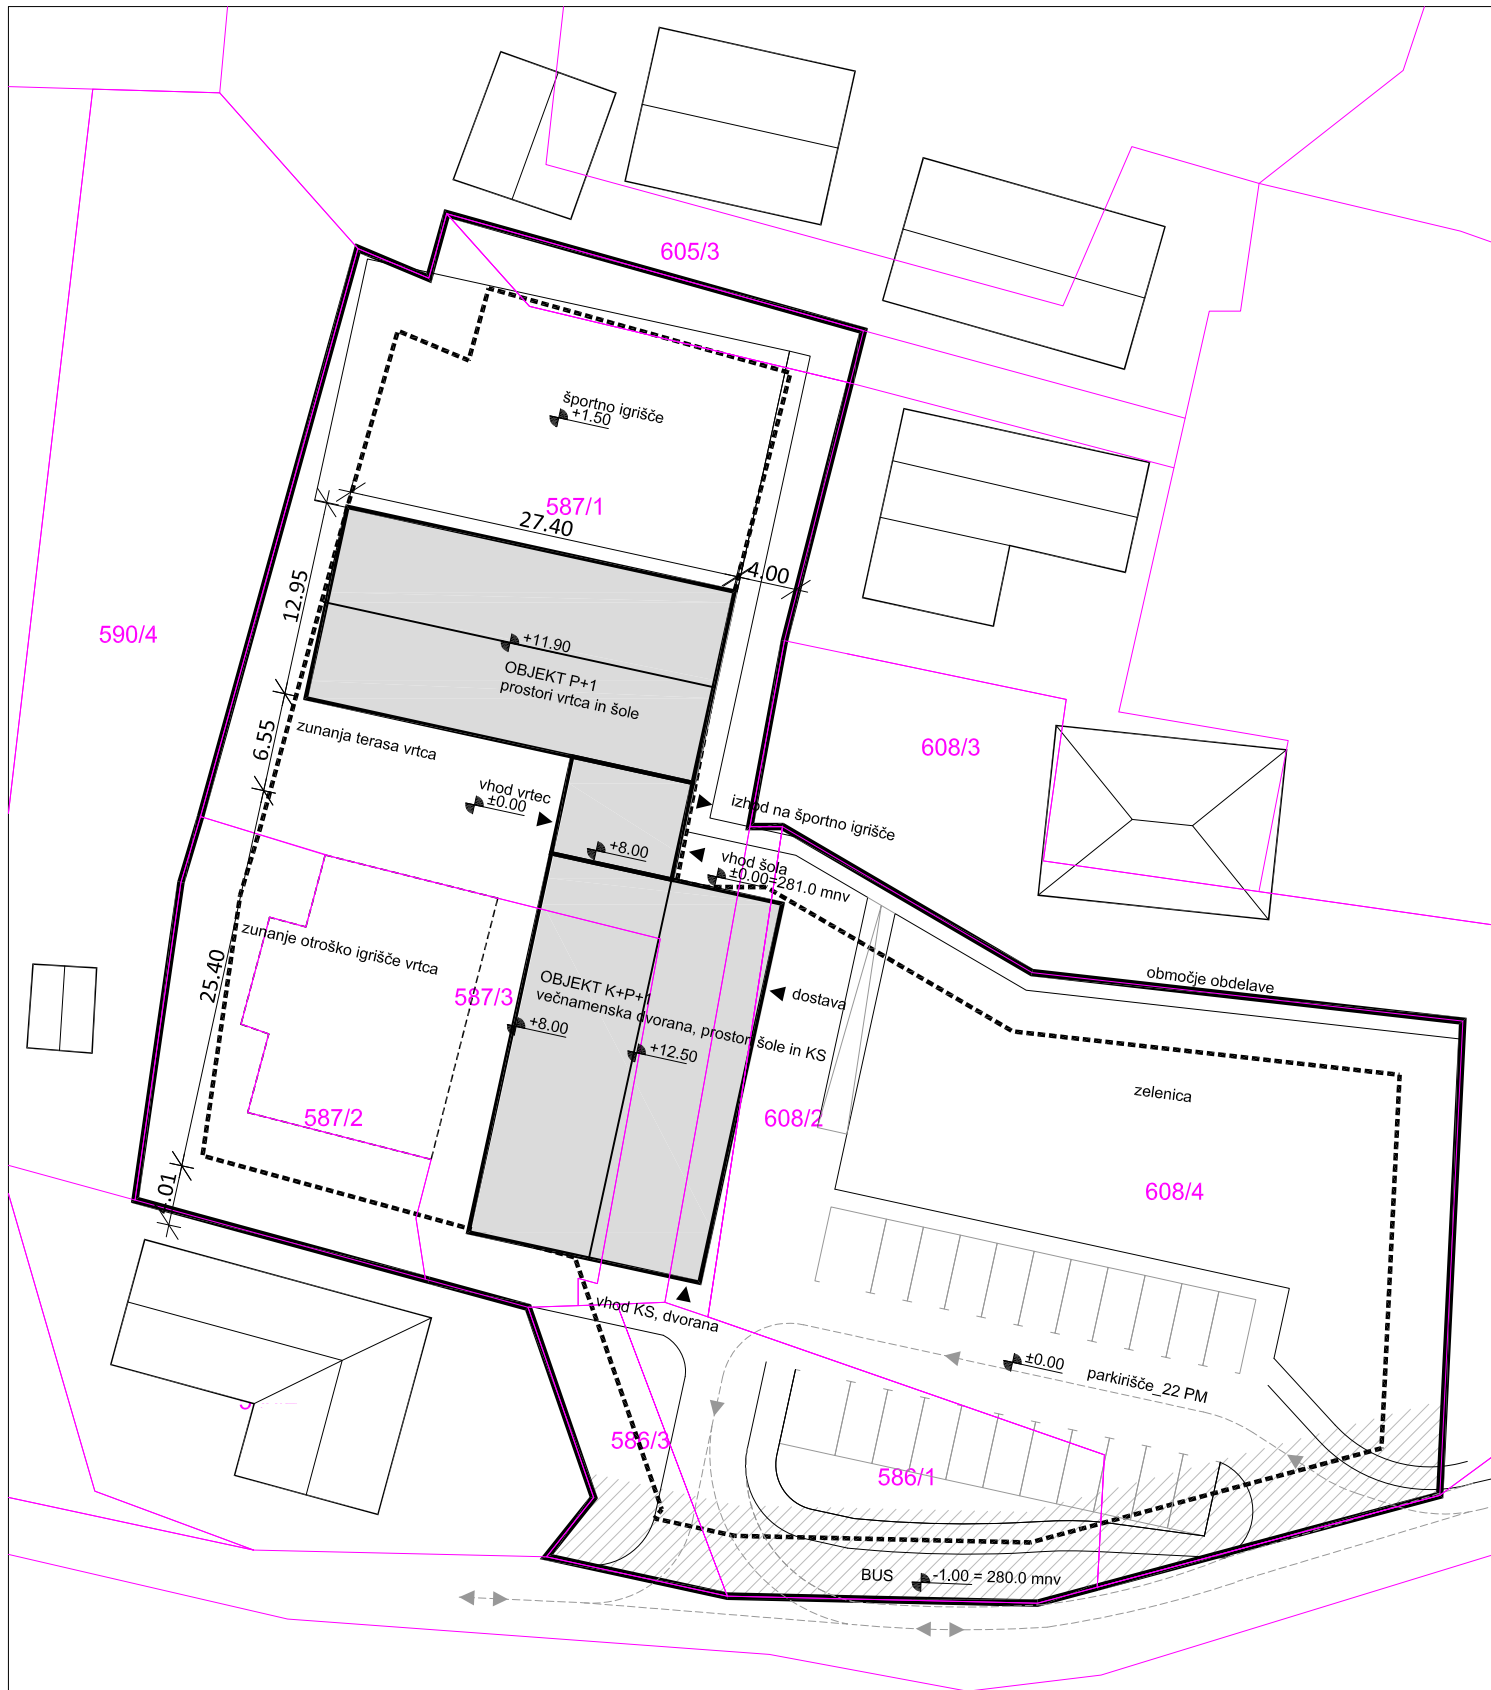 605/3
športno igrišče
+1.50
587/1
27.40
4.00
12.95
590/4
+11.90
OBJEKT P+1
prostori vrtca in šole
6.55
zunanja terasa vrtca
608/3
vhod vrtec
±0.00
izhod na športno igrišče
+8.00
vhod šola
±0.00=281.0 mnv
zunanje otroško igrišče vrtca
25.40
območje obdelave
587/3
OBJEKT K+P+1
večnamenska dvorana, prostori šole in KS
dostava
+8.00
+12.50
zelenica
587/2
608/2
608/4
vhod KS, dvorana
±0.00
parkirišče_22 PM
586/3
586/1
BUS
-1.00 = 280.0 mnv